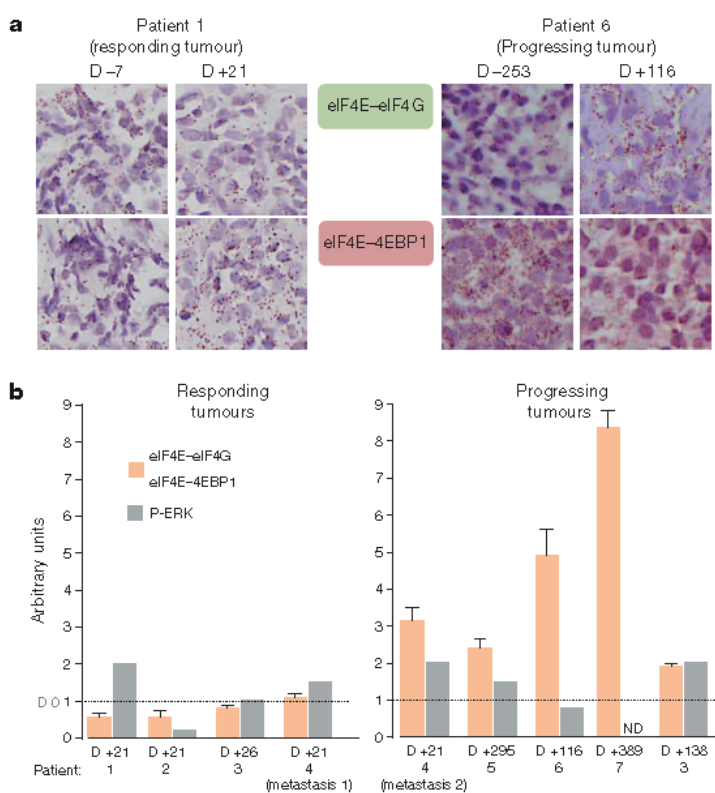 a
Patient 1
(responding tumour)
D –7 D +21
Patient 6
(Progressing tumour)
D –253 D +116
eIF4E–eIF4G
eIF4E–4EBP1
b
Responding
tumours
9
8
7
6
5
4
3
2
D 0 1
0
Arbitrary units
eIF4E–eIF4G
eIF4E–4EBP1
P-ERK
D +21 D +21 D +26 D +21
Patient: 1 2 3 4
(metastasis 1)
Progressing
tumours
9
8
7
6
5
4
3
2
1
0
ND
D +21 D +295 D +116 D +389 D +138
4 5 6 7 3
(metastasis 2)